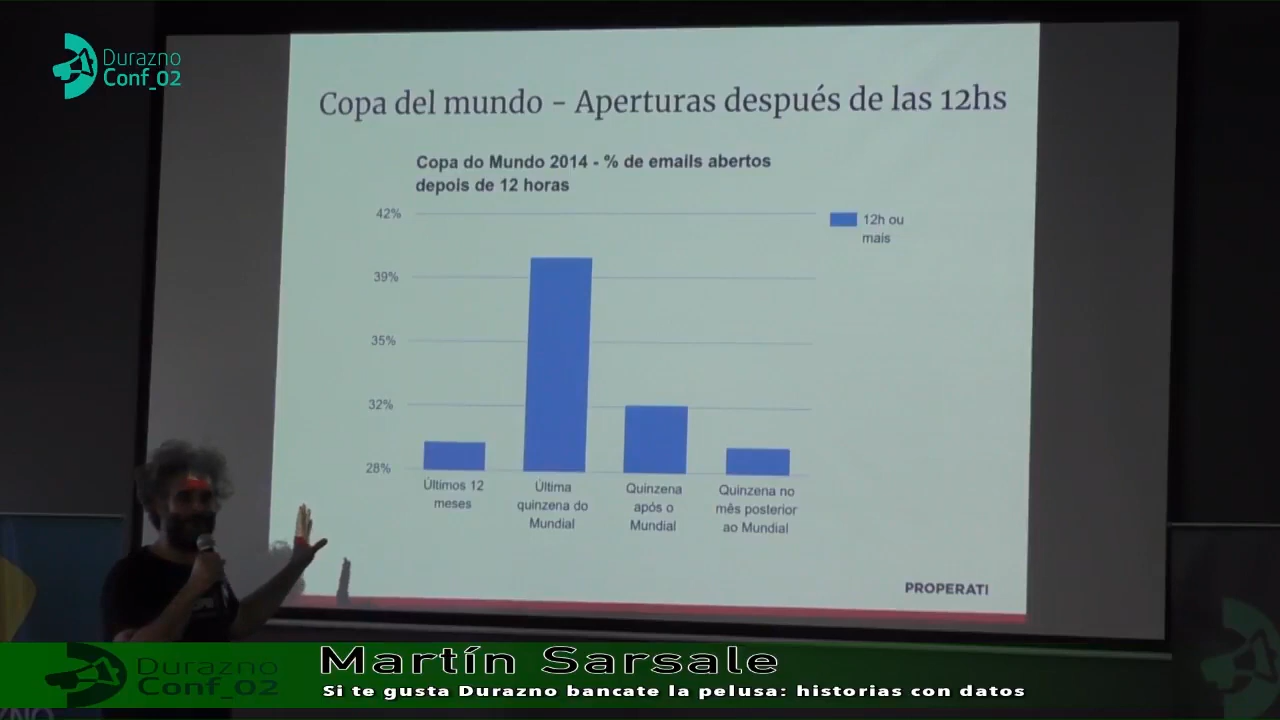 Durazno
Conf_02
Copa del mundo - Aperturas después de las 12hs
Copa do Mundo 2014 - % de emails abertos
depois de 12 horas
42%
39%
35%
32%
28%
12h ou
mais
Últimos 12
meses
Última
quinzena do
Mundial
Quinzena
após o
Mundial
Quinzena no
mês posterior
ao Mundial
PROPERATI
Durazno
Conf_02
Martín Sarsale
Si te gusta Durazno bancate la pelusa: historias con datos